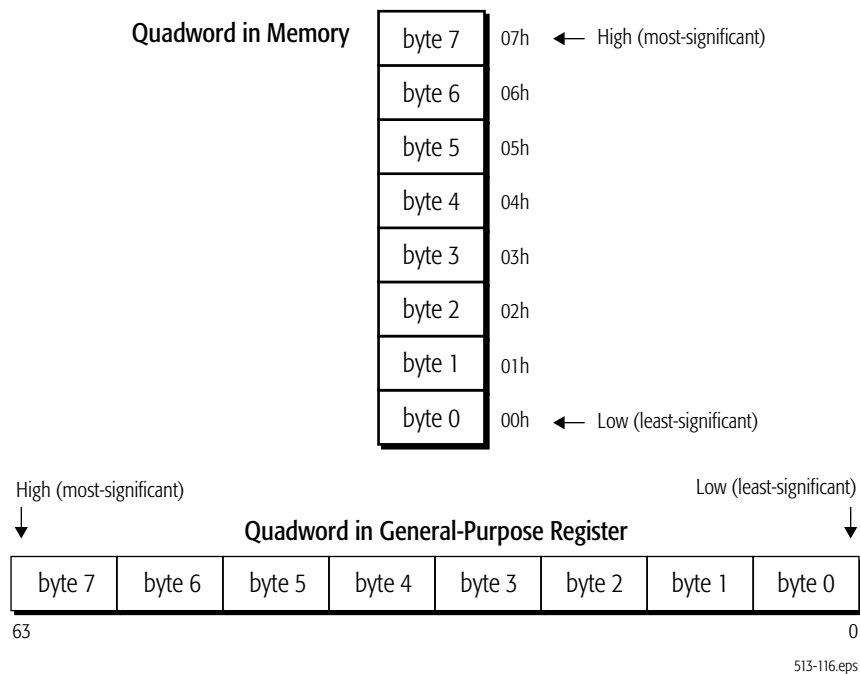 Quadword in Memory
byte 7 07h High (most-significant)
byte 6 06h
byte 5 05h
byte 4 04h
byte 3 03h
byte 2 02h
byte 1 01h
byte 0 00h Low (least-significant)
High (most-significant) Low (least-significant)
Quadword in General-Purpose Register
byte 7 byte 6 byte 5 byte 4 byte 3 byte 2 byte 1 byte 0
63 0
513-116.eps